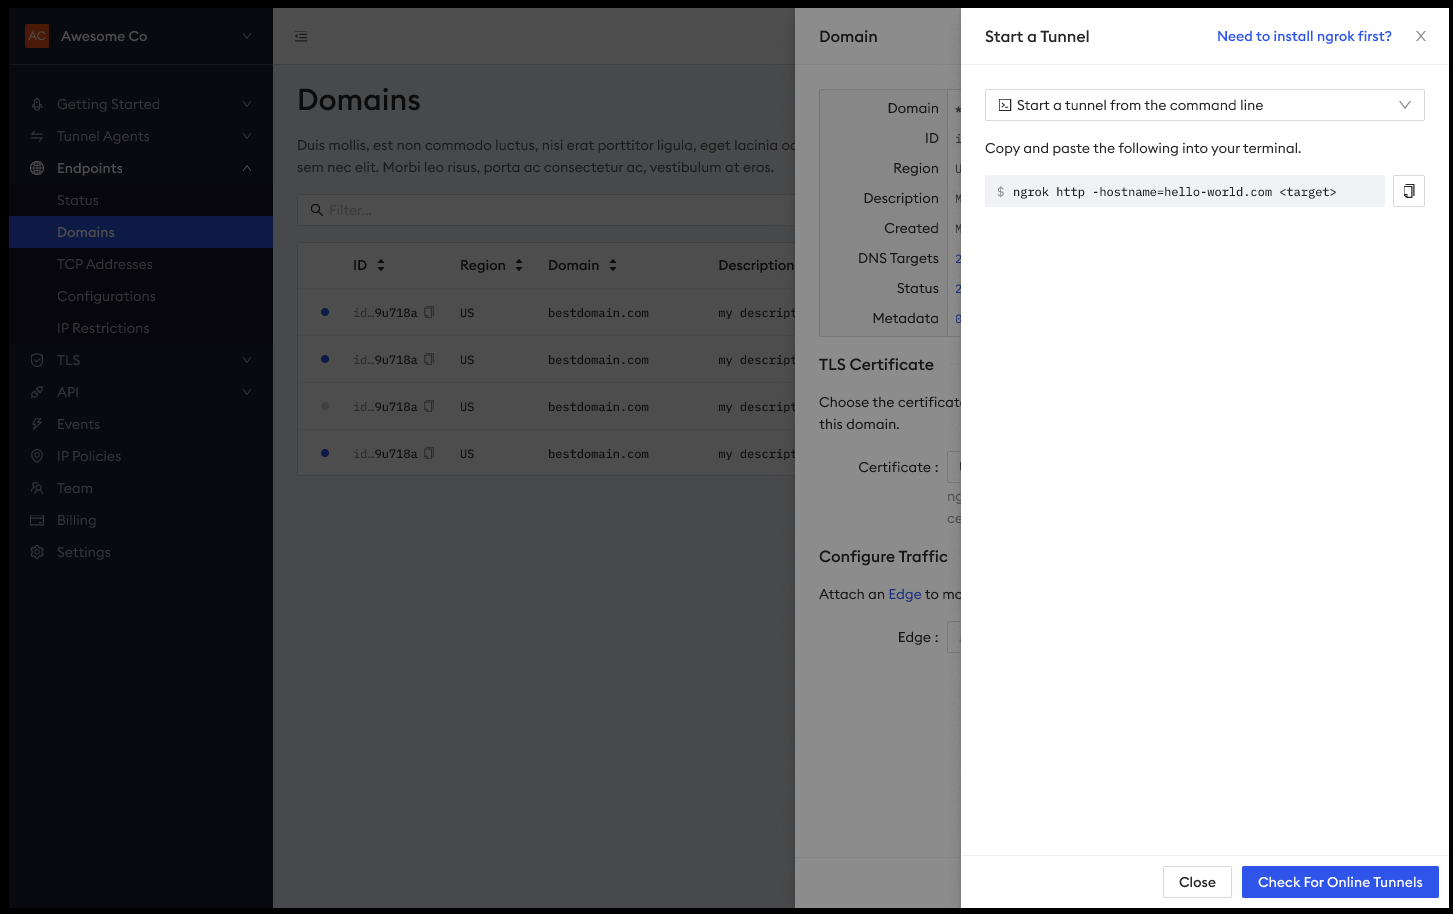 AC Awesome Co
Getting Started
Tunnel Agents
Endpoints
Status
Domains
TCP Addresses
Configurations
IP Restrictions
TLS
API
Events
IP Policies
Team
Billing
Settings
Domains
Duis mollis, est non commodo luctus, nisi erat porttitor ligula, eget lacinia
sem nec elit. Morbi leo risus, porta ac consectetur ac, vestibulum at eros.
Filter...
ID Region Domain Description
id…9u718a US bestdomain.com my descript
id…9u718a US bestdomain.com my descript
id…9u718a US bestdomain.com my descript
id…9u718a US bestdomain.com my descript
Domain
Domain *
ID i
Region U
Description M
Created M
DNS Targets 2
Status 2
Metadata 0
TLS Certificate
Choose the certificat
this domain.
Certificate :
ng
ce
Configure Traffic
Attach an Edge to mo
Edge :
Start a Tunnel
Need to install ngrok first?
Start a tunnel from the command line
Copy and paste the following into your terminal.
$ ngrok http -hostname=hello-world.com <target>
Close
Check For Online Tunnels